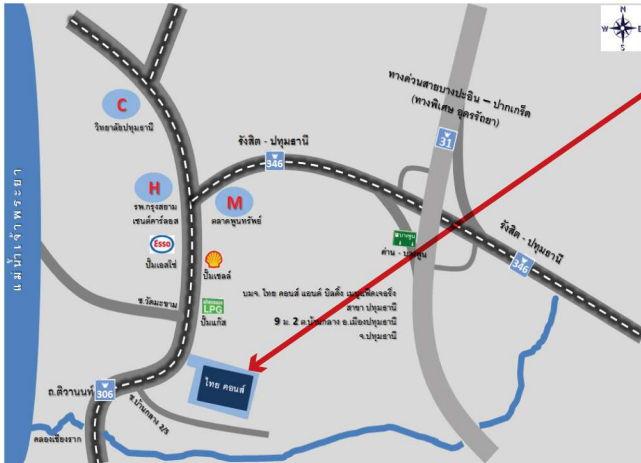 N
W E
S
ทางด่วนสายบางปะอิน – ปากเกร็ด
(ทางพิเศษ อุดรรัถยา)
31
C
วิทยาลัยปทุมธานี
รังสิต - ปทุมธานี
346
H
รพ.กรุงสยาม
เซนต์คาร์ลอส
M
ตลาดพูนทรัพย์
แม่น้ำเจ้าพระยา
Esso
ปั๊มเอสโซ่
ปั๊มเชลล์
บางพูน
ด่าน - บางพูน
รังสิต - ปทุมธานี
346
ซ.วัดมะขาม
LPG
ปั๊มแก๊ส
บมจ. ไทย คอนส์ แอนด์ บิลดิ้ง เมนูแฟ็คเจอริ่ง
สาขา ปทุมธานี
9 ม. 2 ต.บ้านกลาง อ.เมืองปทุมธานี
จ.ปทุมธานี
ไทย คอนส์
ถ.ติวานนท์
306
ซ.บ้านกลาง 2/5
คลองเชียงราก